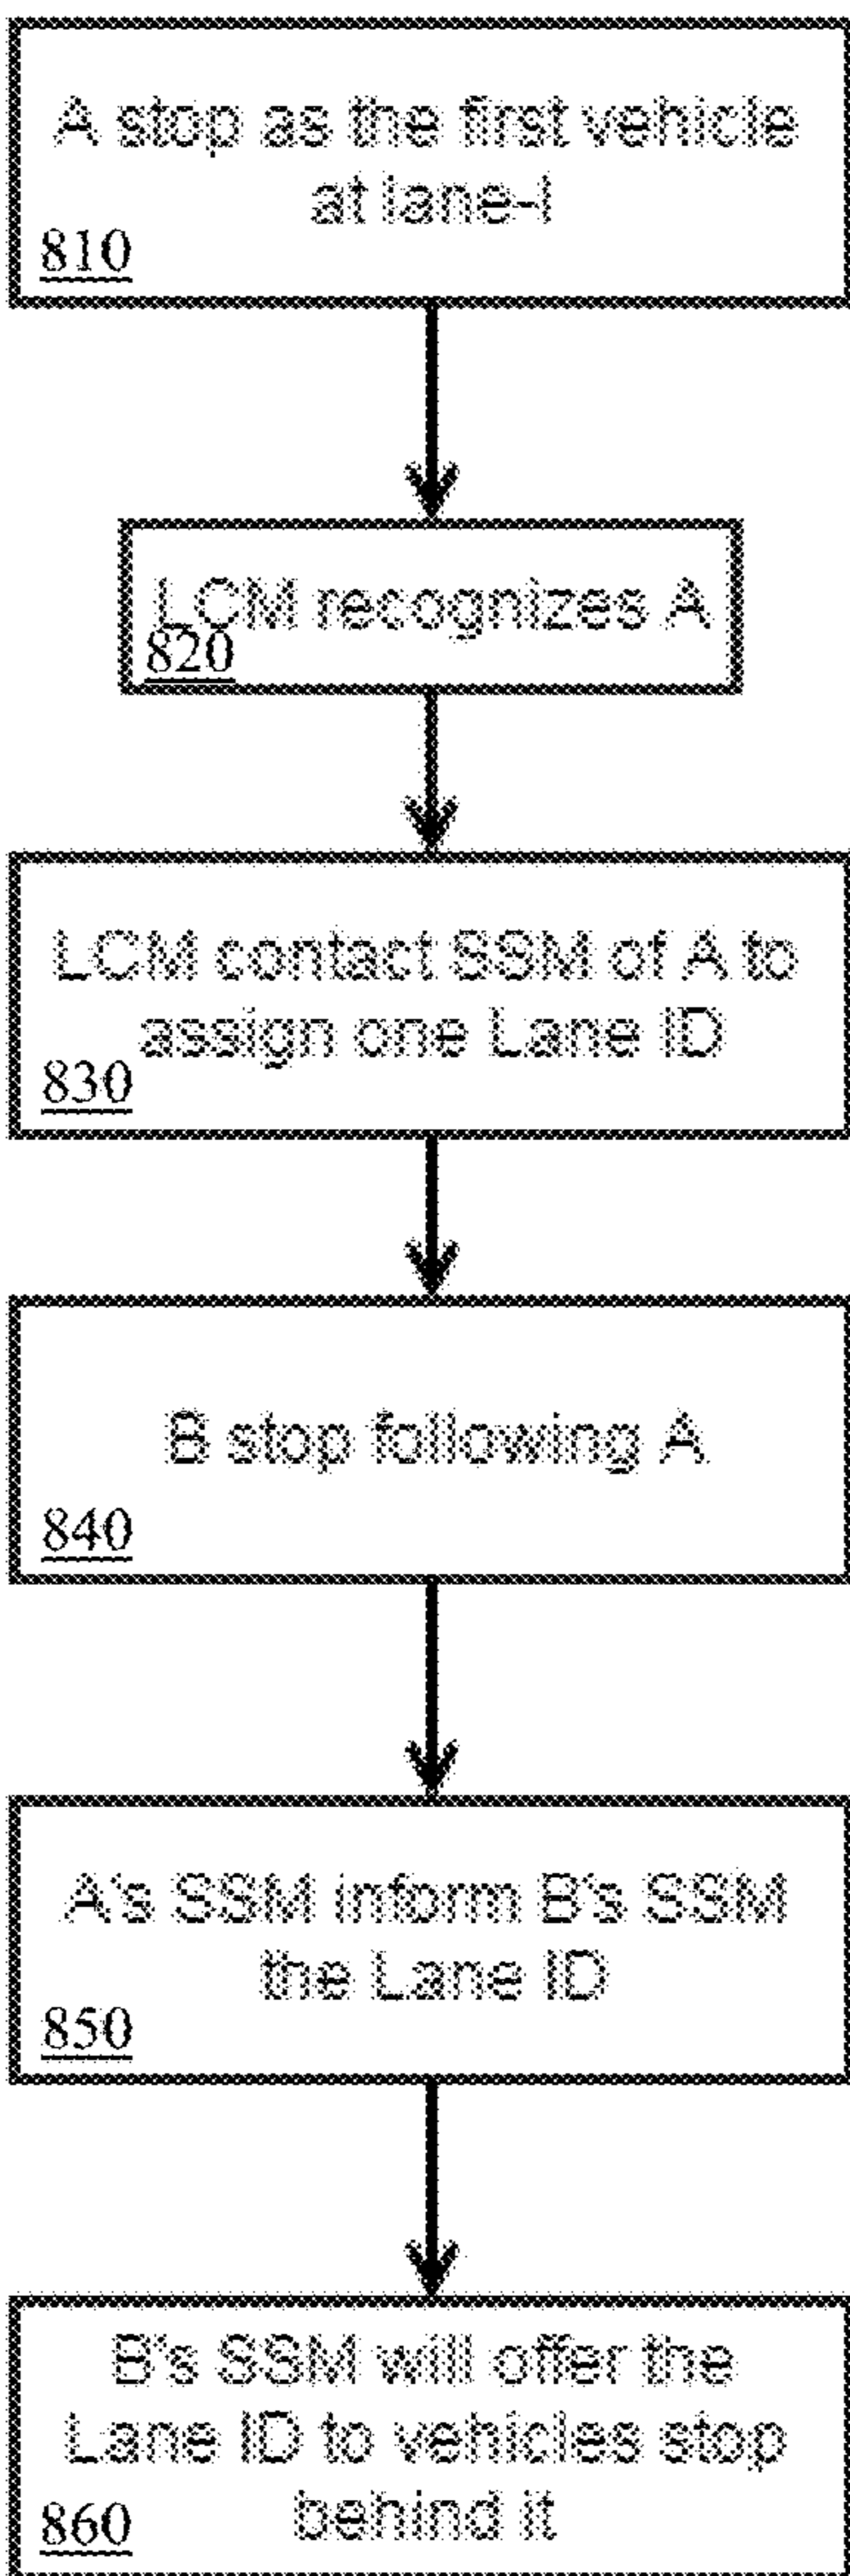 A stop as the first vehicle
at lane-I
810
LCM recognizes A
820
LCM contact SSM of A to
assign one Lane ID
830
B stop following A
840
A's SSM inform B's SSM
the Lane ID
850
B's SSM will offer the
Lane ID to vehicles stop
behind it
860